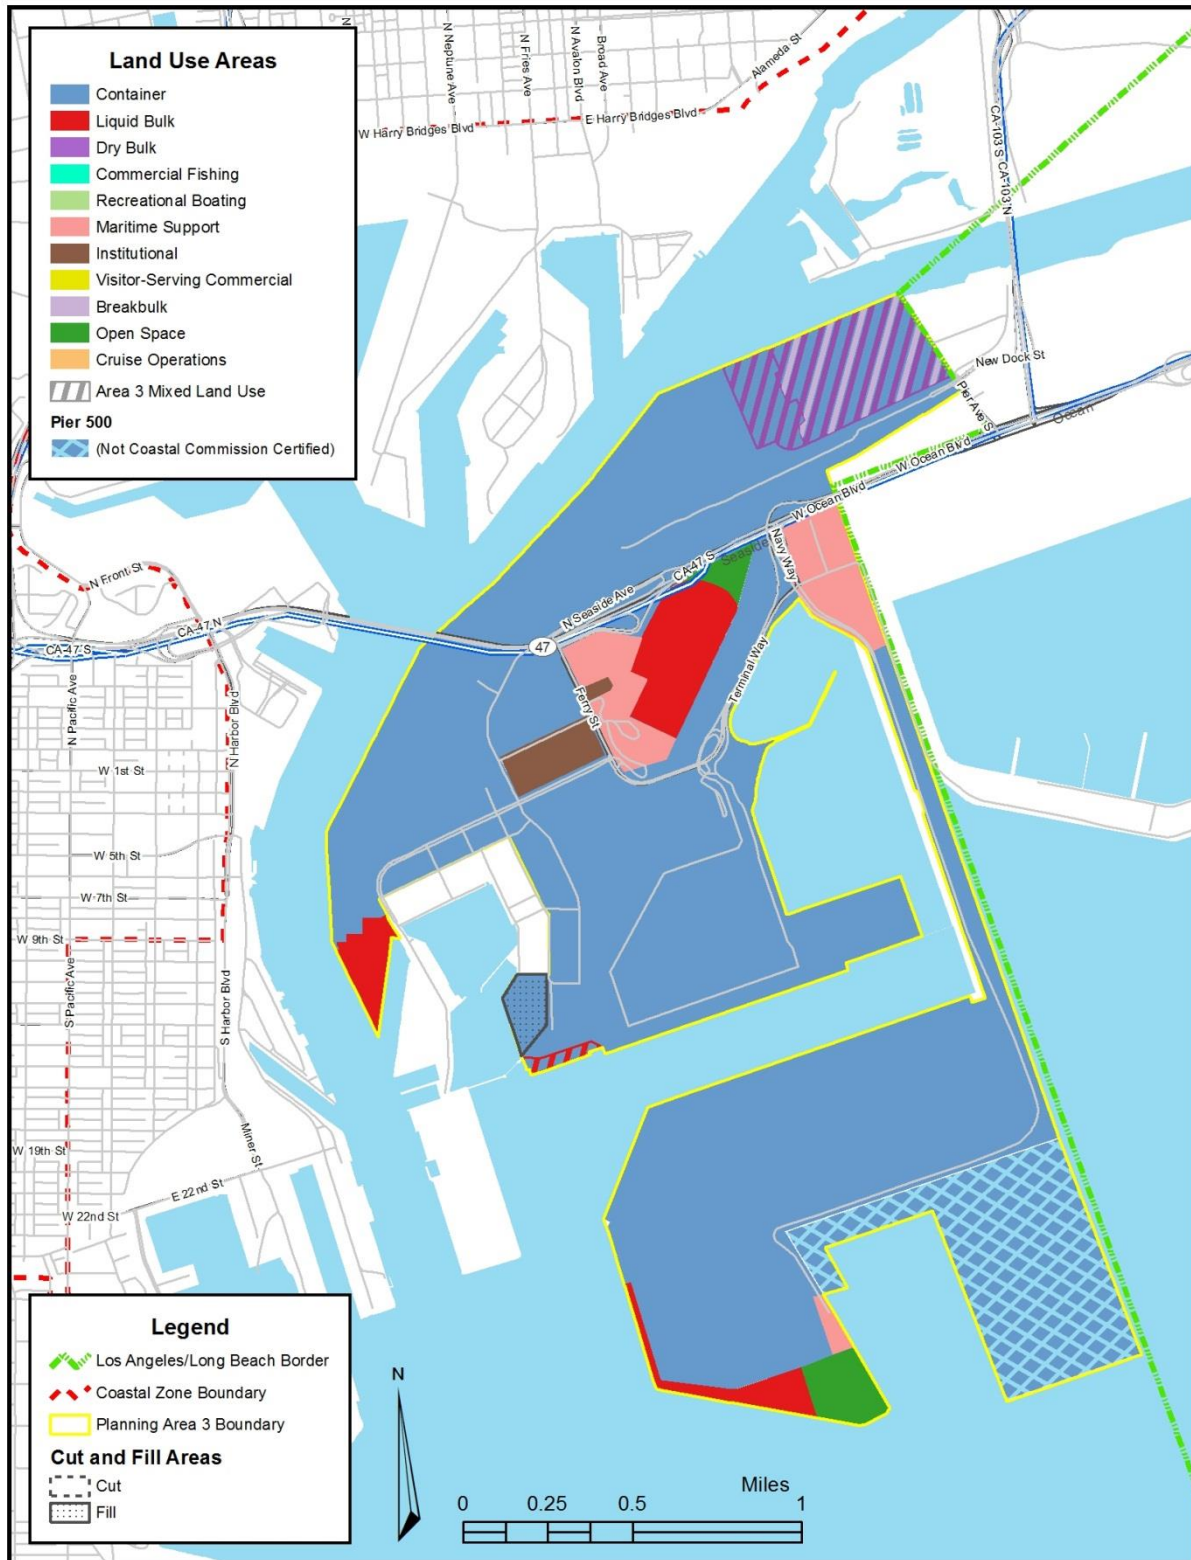 Land Use Areas
Container
Liquid Bulk
Dry Bulk
Commercial Fishing
Recreational Boating
Maritime Support
Institutional
Visitor-Serving Commercial
Breakbulk
Open Space
Cruise Operations
Area 3 Mixed Land Use
Pier 500
(Not Coastal Commission Certified)
N Neptune Ave
N Fries Ave
N Avalon Blvd
Broad Ave
Alameda St
W Harry Bridges Blvd
E Harry Bridges Blvd
CA-103 S
CA-103 N
New Dock St
Pier Ave S
Ocean
W Ocean Blvd
W Ocean Blvd
Seaside
Navy Way
CA-47 S
N Seaside Ave
47
Ferry St
Terminal Way
N Front St
CA-47 N
CA-47 S
N Pacific Ave
N Harbor Blvd
W 1st St
W 5th St
W 7th St
W 9th St
S Pacific Ave
S Harbor Blvd
Miner St
W 19th St
E 22nd St
W 22nd St
Legend
Los Angeles/Long Beach Border
Coastal Zone Boundary
Planning Area 3 Boundary
Cut and Fill Areas
Cut
Fill
N
Miles
0 0.25 0.5 1